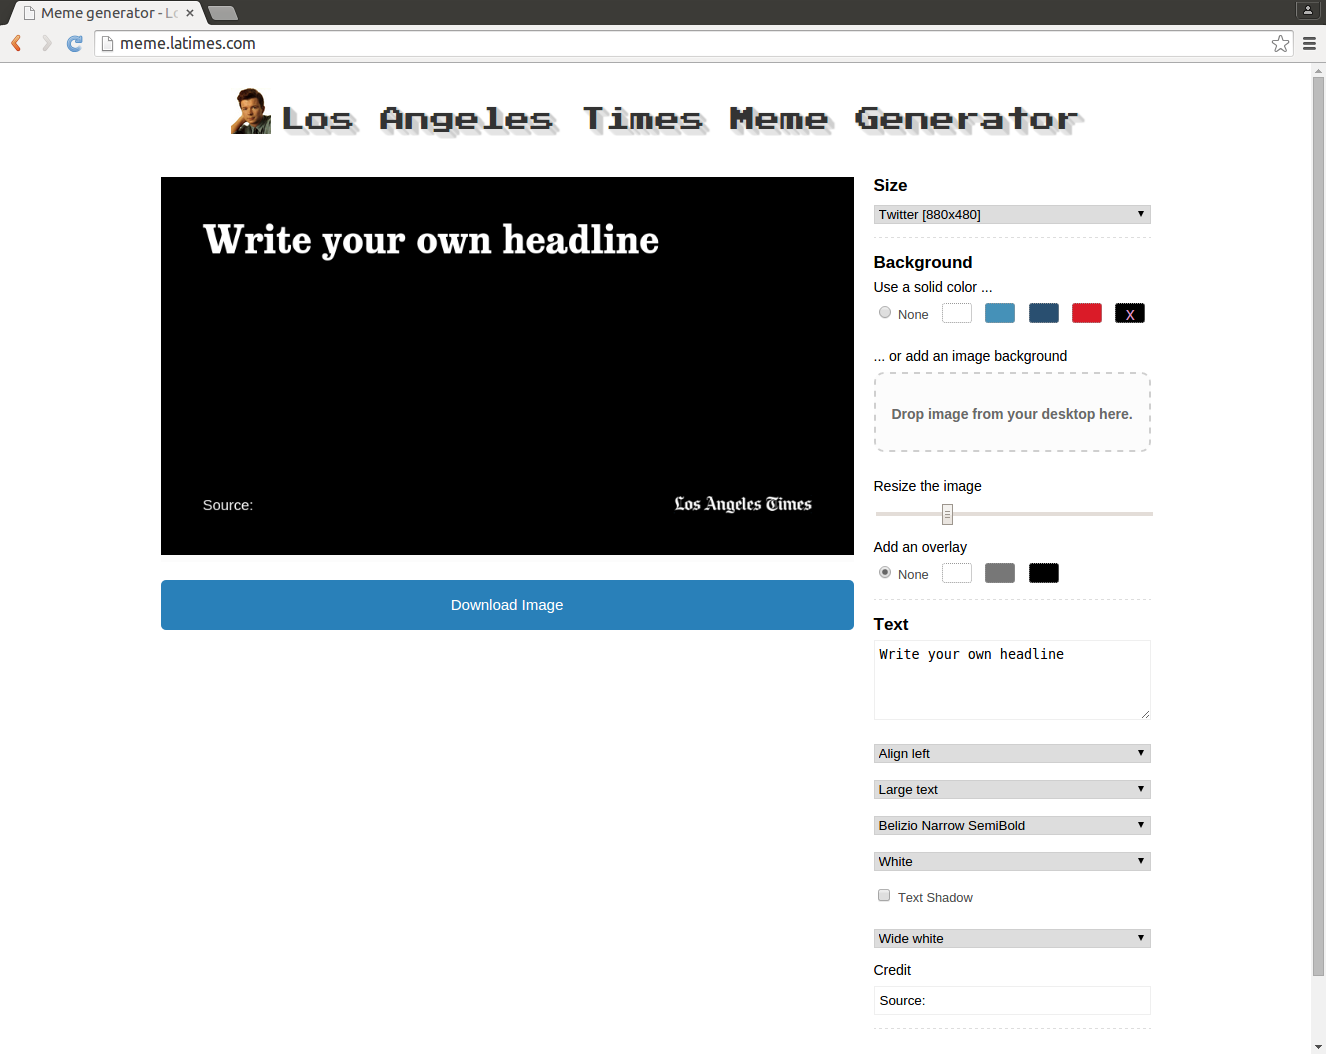 Meme generator - Lo
meme.latimes.com
Los Angeles Times Meme Generator
Write your own headline
Source:
Los Angeles Times
Download Image
Size
Twitter [880x480]
Background
Use a solid color ...
None
X
... or add an image background
Drop image from your desktop here.
Resize the image
Add an overlay
None
Text
Write your own headline
Align left
Large text
Belizio Narrow SemiBold
White
Text Shadow
Wide white
Credit
Source: